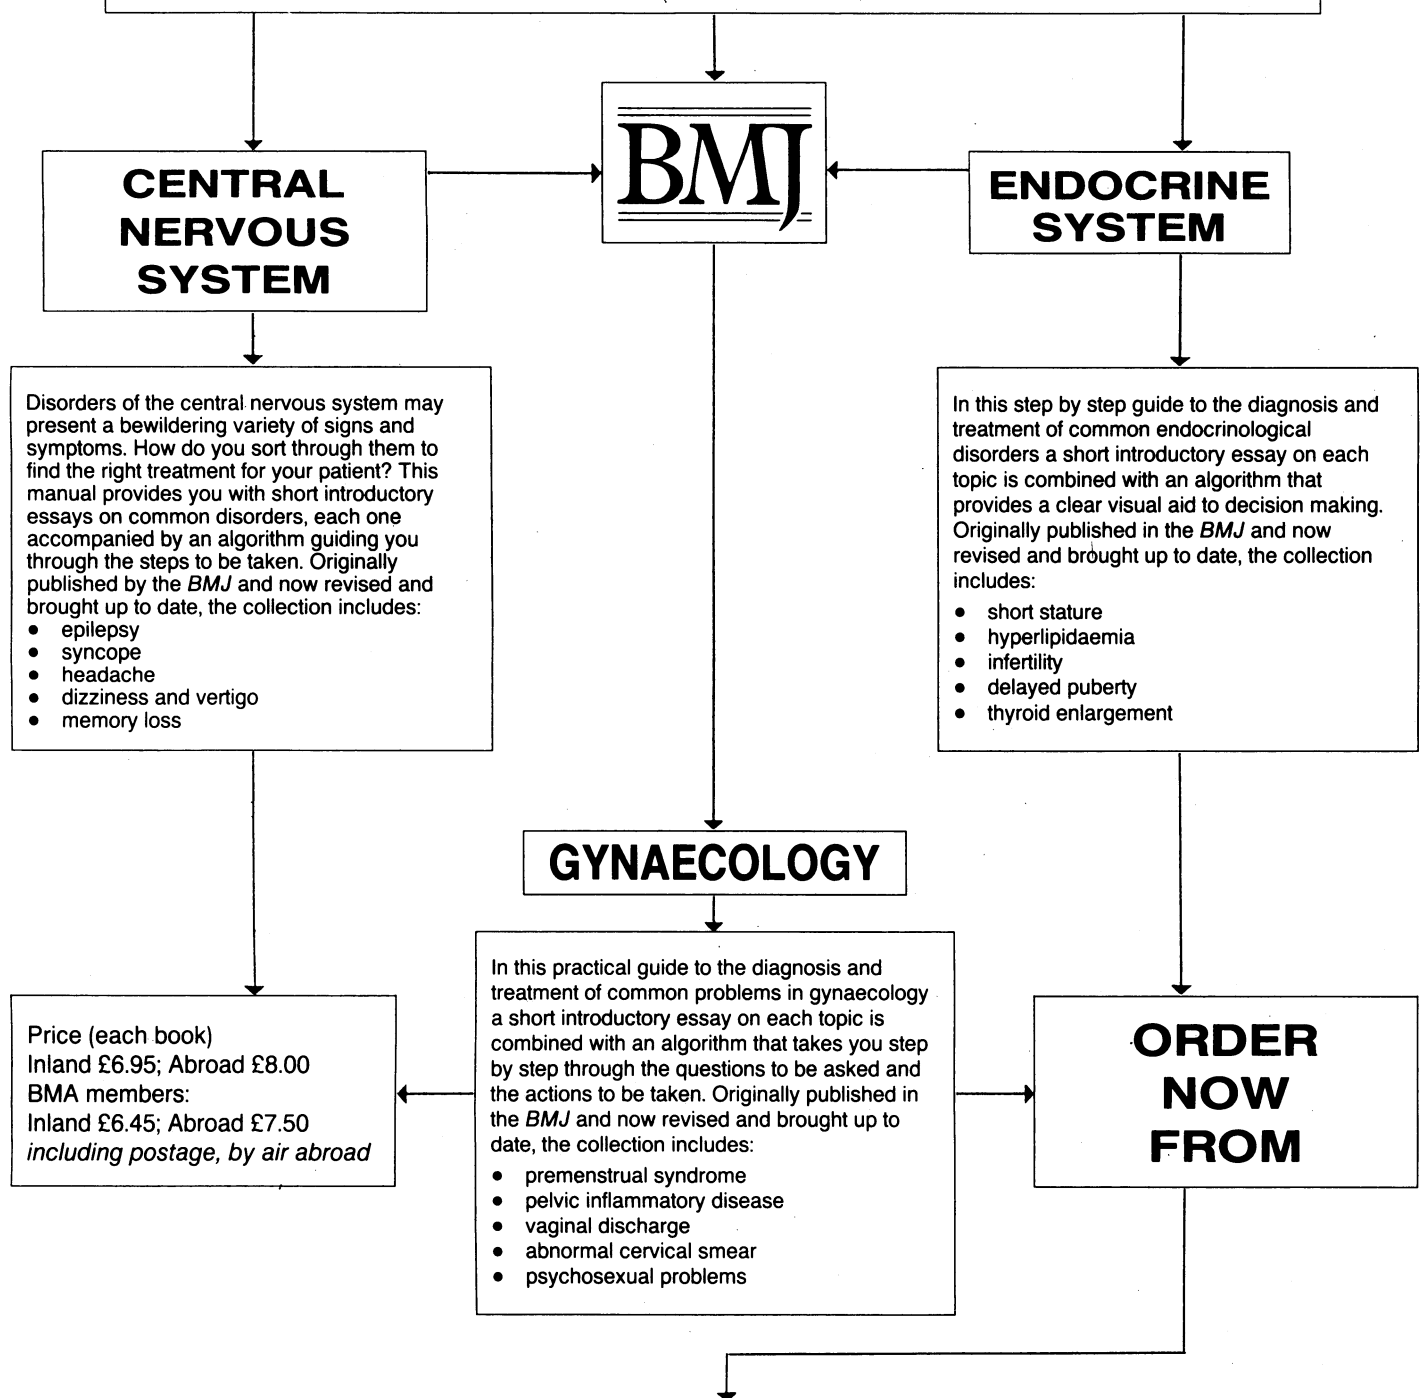 BMJ
CENTRAL
NERVOUS
SYSTEM
ENDOCRINE
SYSTEM
Disorders of the central nervous system may
present a bewildering variety of signs and
symptoms. How do you sort through them to
find the right treatment for your patient? This
manual provides you with short introductory
essays on common disorders, each one
accompanied by an algorithm guiding you
through the steps to be taken. Originally
published by the BMJ and now revised and
brought up to date, the collection includes:
● epilepsy
● syncope
● headache
● dizziness and vertigo
● memory loss
In this step by step guide to the diagnosis and
treatment of common endocrinological
disorders a short introductory essay on each
topic is combined with an algorithm that
provides a clear visual aid to decision making.
Originally published in the BMJ and now
revised and brought up to date, the collection
includes:
● short stature
● hyperlipidaemia
● infertility
● delayed puberty
● thyroid enlargement
GYNAECOLOGY
In this practical guide to the diagnosis and
treatment of common problems in gynaecology
a short introductory essay on each topic is
combined with an algorithm that takes you step
by step through the questions to be asked and
the actions to be taken. Originally published in
the BMJ and now revised and brought up to
date, the collection includes:
● premenstrual syndrome
● pelvic inflammatory disease
● vaginal discharge
● abnormal cervical smear
● psychosexual problems
Price (each book)
Inland £6.95; Abroad £8.00
BMA members:
Inland £6.45; Abroad £7.50
including postage, by air abroad
ORDER
NOW
FROM